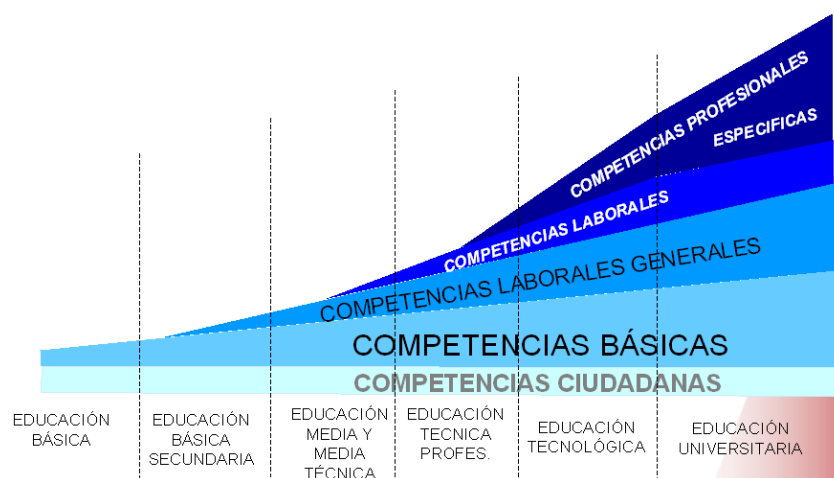 COMPETENCIAS PROFESIONALES
ESPECIFICAS
COMPETENCIAS LABORALES
COMPETENCIAS LABORALES GENERALES
COMPETENCIAS BÁSICAS
COMPETENCIAS CIUDADANAS
EDUCACIÓN
BÁSICA
EDUCACIÓN
BÁSICA
SECUNDARIA
EDUCACIÓN
MEDIA Y
MEDIA
TÉCNICA
EDUCACIÓN
TECNICA
PROFES.
EDUCACIÓN
TECNOLÓGICA
EDUCACIÓN
UNIVERSITARIA